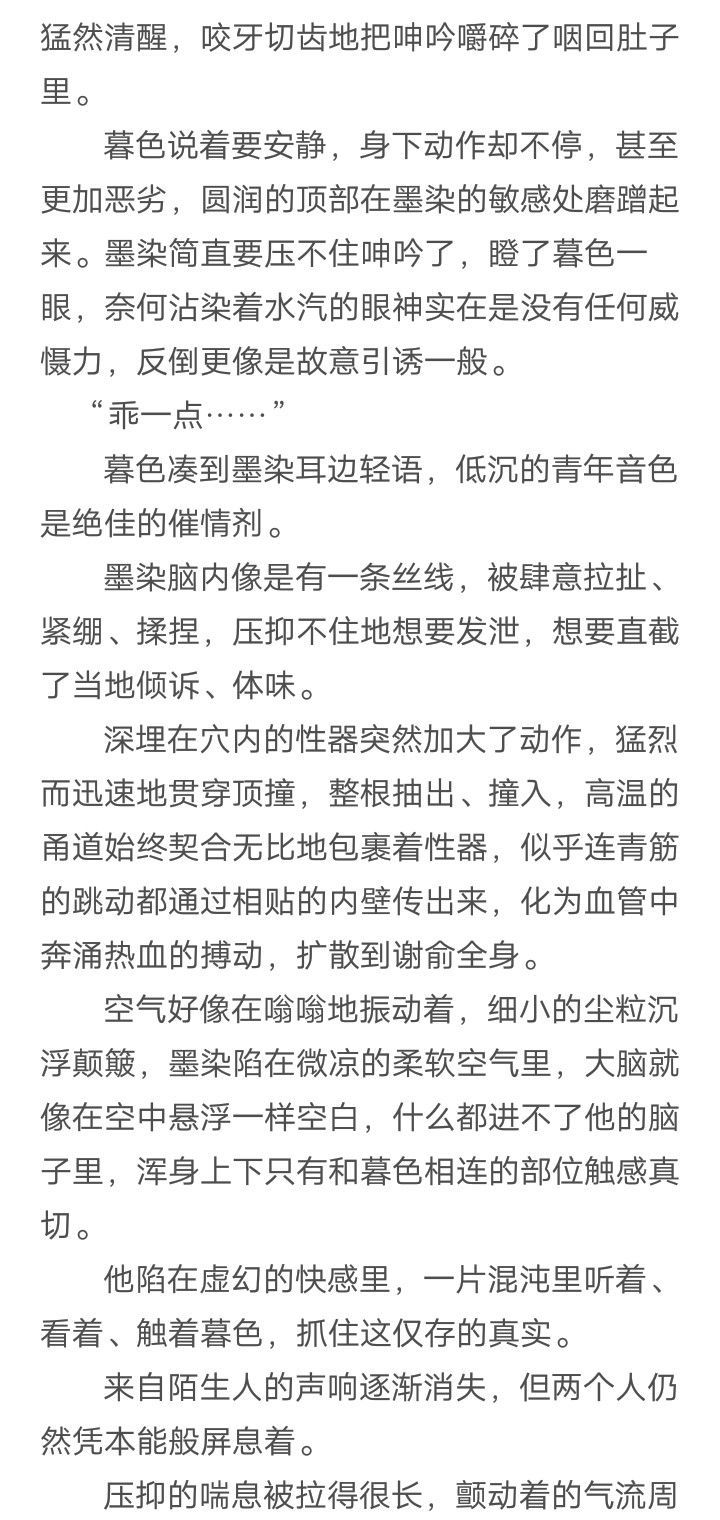 猛然清醒，咬牙切齿地把呻吟嚼碎了咽回肚子
里。
暮色说着要安静，身下动作却不停，甚至
更加恶劣，圆润的顶部在墨染的敏感处磨蹭起
来。墨染简直要压不住呻吟了，瞪了暮色一
眼，奈何沾染着水汽的眼神实在是没有任何威
慑力，反倒更像是故意引诱一般。
“乖一点……”
暮色凑到墨染耳边轻语，低沉的青年音色
是绝佳的催情剂。
墨染脑内像是有一条丝线，被肆意拉扯、
紧绷、揉捏，压抑不住地想要发泄，想要直截
了当地倾诉、体味。
深埋在穴内的性器突然加大了动作，猛烈
而迅速地贯穿顶撞，整根抽出、撞入，高温的
甬道始终契合无比地包裹着性器，似乎连青筋
的跳动都通过相贴的内壁传出来，化为血管中
奔涌热血的搏动，扩散到谢俞全身。
空气好像在嗡嗡地振动着，细小的尘粒沉
浮颠簸，墨染陷在微凉的柔软空气里，大脑就
像在空中悬浮一样空白，什么都进不了他的脑
子里，浑身上下只有和暮色相连的部位触感真
切。
他陷在虚幻的快感里，一片混沌里听着、
看着、触着暮色，抓住这仅存的真实。
来自陌生人的声响逐渐消失，但两个人仍
然凭本能般屏息着。
压抑的喘息被拉得很长，颤动着的气流周